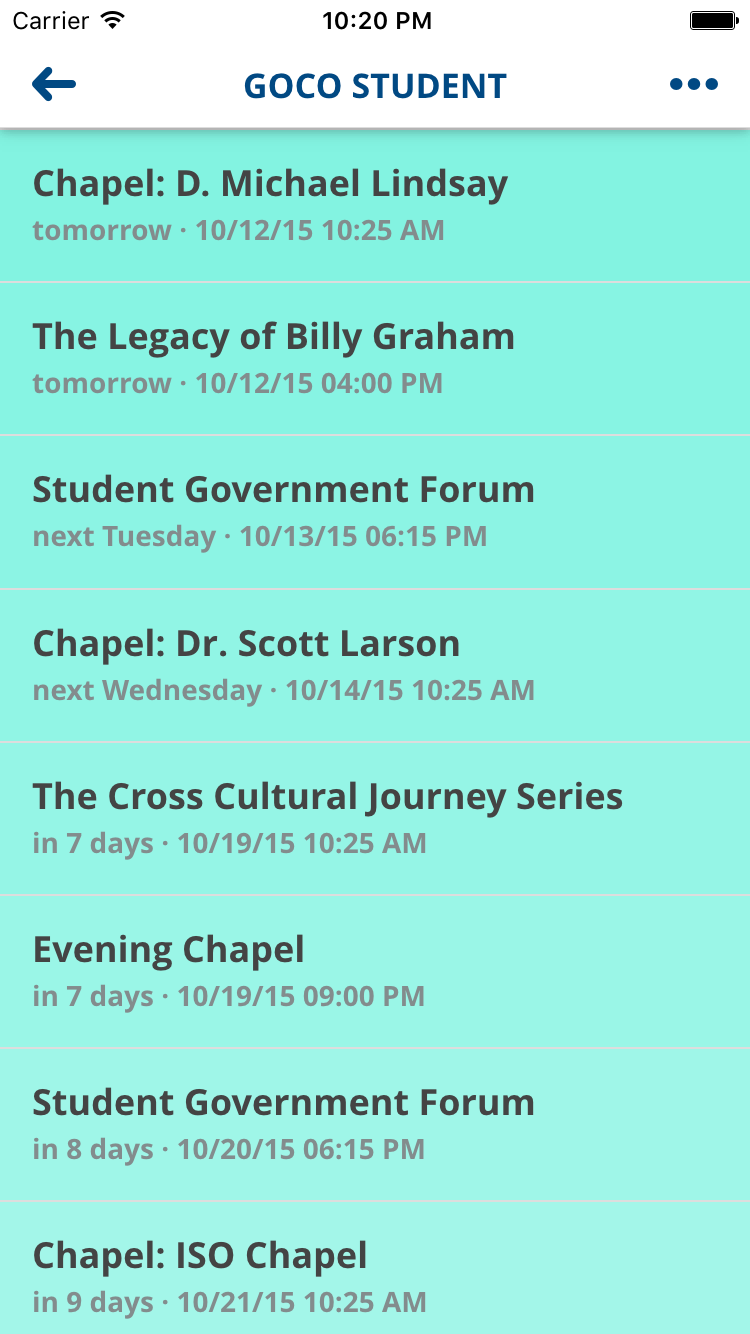 Carrier 10:20 PM
GOCO STUDENT
Chapel: D. Michael Lindsay
tomorrow · 10/12/15 10:25 AM
The Legacy of Billy Graham
tomorrow · 10/12/15 04:00 PM
Student Government Forum
next Tuesday · 10/13/15 06:15 PM
Chapel: Dr. Scott Larson
next Wednesday · 10/14/15 10:25 AM
The Cross Cultural Journey Series
in 7 days · 10/19/15 10:25 AM
Evening Chapel
in 7 days · 10/19/15 09:00 PM
Student Government Forum
in 8 days · 10/20/15 06:15 PM
Chapel: ISO Chapel
in 9 days · 10/21/15 10:25 AM